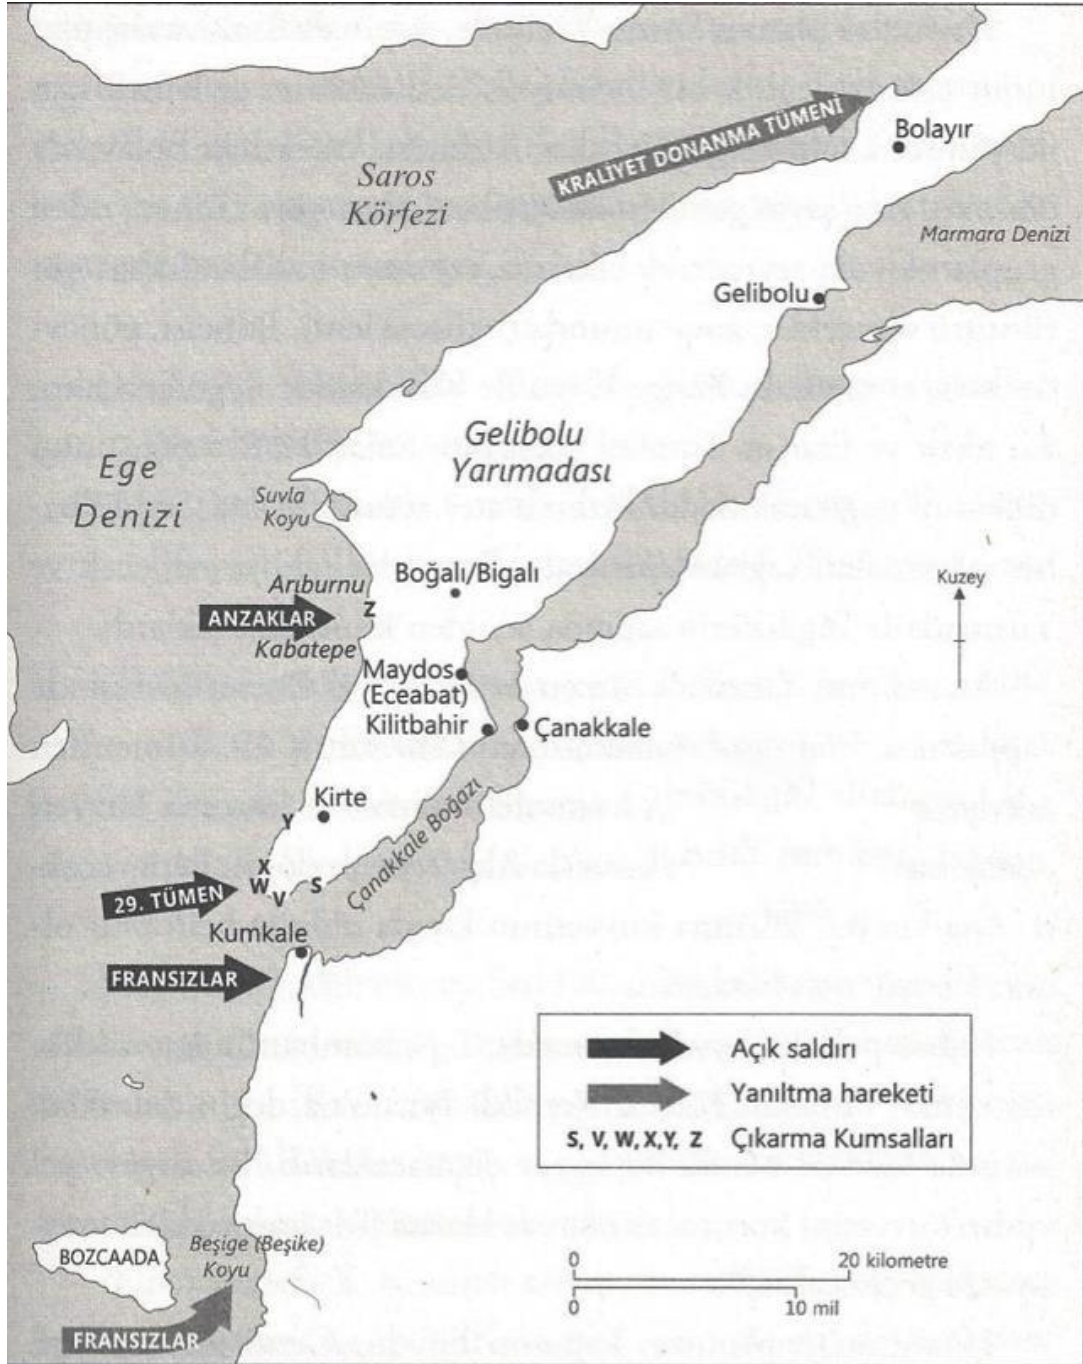 KRALİYET DONANMA TÜMENİ
Bolayır
Saros
Körfezi
Marmara Denizi
Gelibolu
Gelibolu
Yarımadası
Ege
Denizi
Suvla
Koyu
Boğalı/Bigalı
Arıburnu
Z
ANZAKLAR
Kabatepe
Kuzey
Maydos
(Eceabat)
Kilitbahir
Çanakkale
Kirte
Y
Çanakkale Boğazı
X
W
V
S
29. TÜMEN
Kumkale
FRANSIZLAR
Açık saldırı
Yanıltma hareketi
S, V, W, X, Y, Z Çıkarma Kumsalları
BOZCAADA
Beşige (Beşike)
Koyu
FRANSIZLAR
0 20 kilometre
0 10 mil